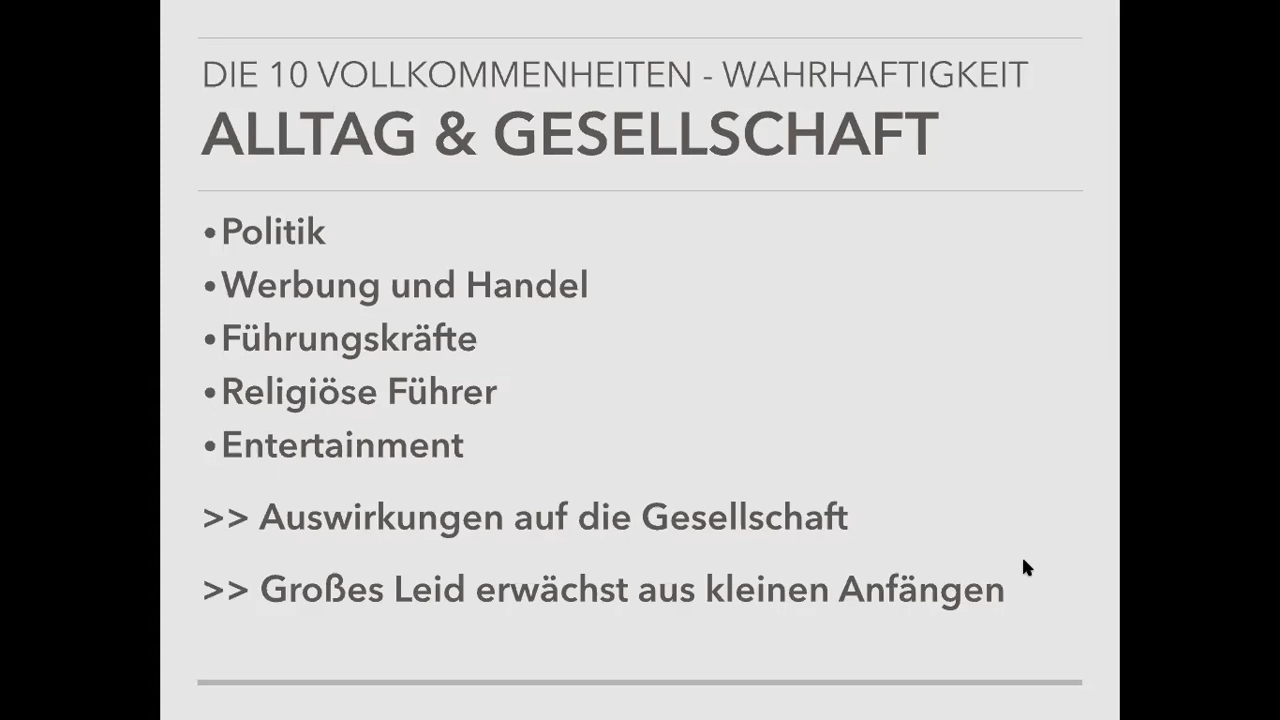 DIE 10 VOLLKOMMENHEITEN - WAHRHAFTIGKEIT
ALLTAG & GESELLSCHAFT
•Politik
•Werbung und Handel
•Führungskräfte
•Religiöse Führer
•Entertainment
>> Auswirkungen auf die Gesellschaft
>> Großes Leid erwächst aus kleinen Anfängen